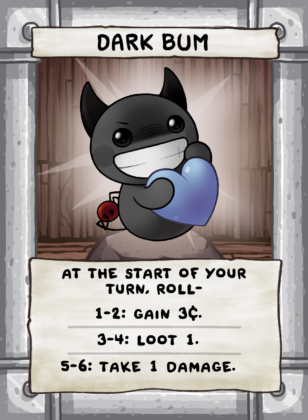 DARK BUM
AT THE START OF YOUR
TURN, ROLL-
1-2: GAIN 3¢.
3-4: LOOT 1.
5-6: TAKE 1 DAMAGE.